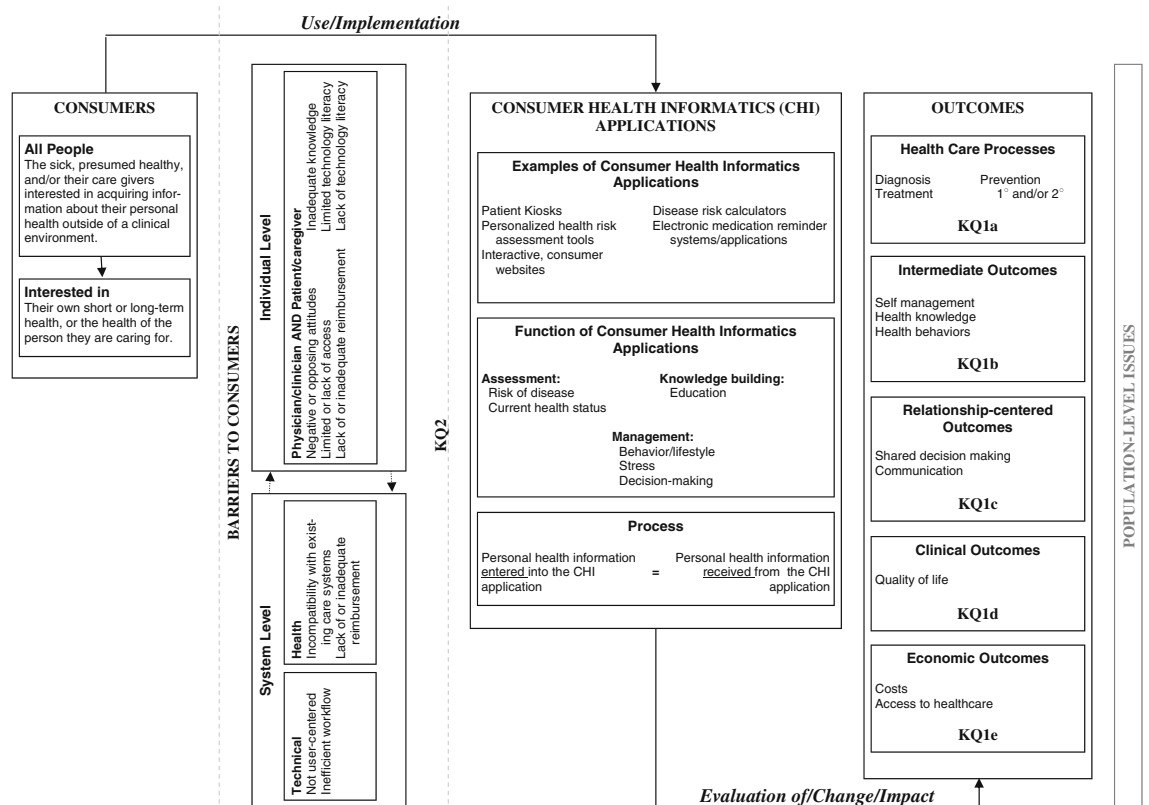 Use/Implementation
CONSUMERS
All People
The sick, presumed healthy,
and/or their care givers
interested in acquiring infor-
mation about their personal
health outside of a clinical
environment.
Interested in
Their own short or long-term
health, or the health of the
person they are caring for.
BARRIERS TO CONSUMERS
Individual Level
Physician/clinician AND Patient/caregiver
Negative or opposing attitudes
Limited or lack of access
Lack of or inadequate reimbursement
Inadequate knowledge
Limited technology literacy
Lack of technology literacy
System Level
Health
Incompatibility with exist-
ing care systems
Lack of or inadequate
reimbursement
Technical
Not user-centered
Inefficient workflow
KQ2
CONSUMER HEALTH INFORMATICS (CHI)
APPLICATIONS
Examples of Consumer Health Informatics
Applications
Patient Kiosks
Personalized health risk
assessment tools
Interactive, consumer
websites
Disease risk calculators
Electronic medication reminder
systems/applications
Function of Consumer Health Informatics
Applications
Assessment:
Risk of disease
Current health status
Knowledge building:
Education
Management:
Behavior/lifestyle
Stress
Decision-making
Process
Personal health information
entered into the CHI
application
=
Personal health information
received from the CHI
application
OUTCOMES
Health Care Processes
Diagnosis
Treatment
Prevention
1° and/or 2°
KQ1a
Intermediate Outcomes
Self management
Health knowledge
Health behaviors
KQ1b
Relationship-centered
Outcomes
Shared decision making
Communication
KQ1c
Clinical Outcomes
Quality of life
KQ1d
Economic Outcomes
Costs
Access to healthcare
KQ1e
POPULATION-LEVEL ISSUES
Evaluation of/Change/Impact